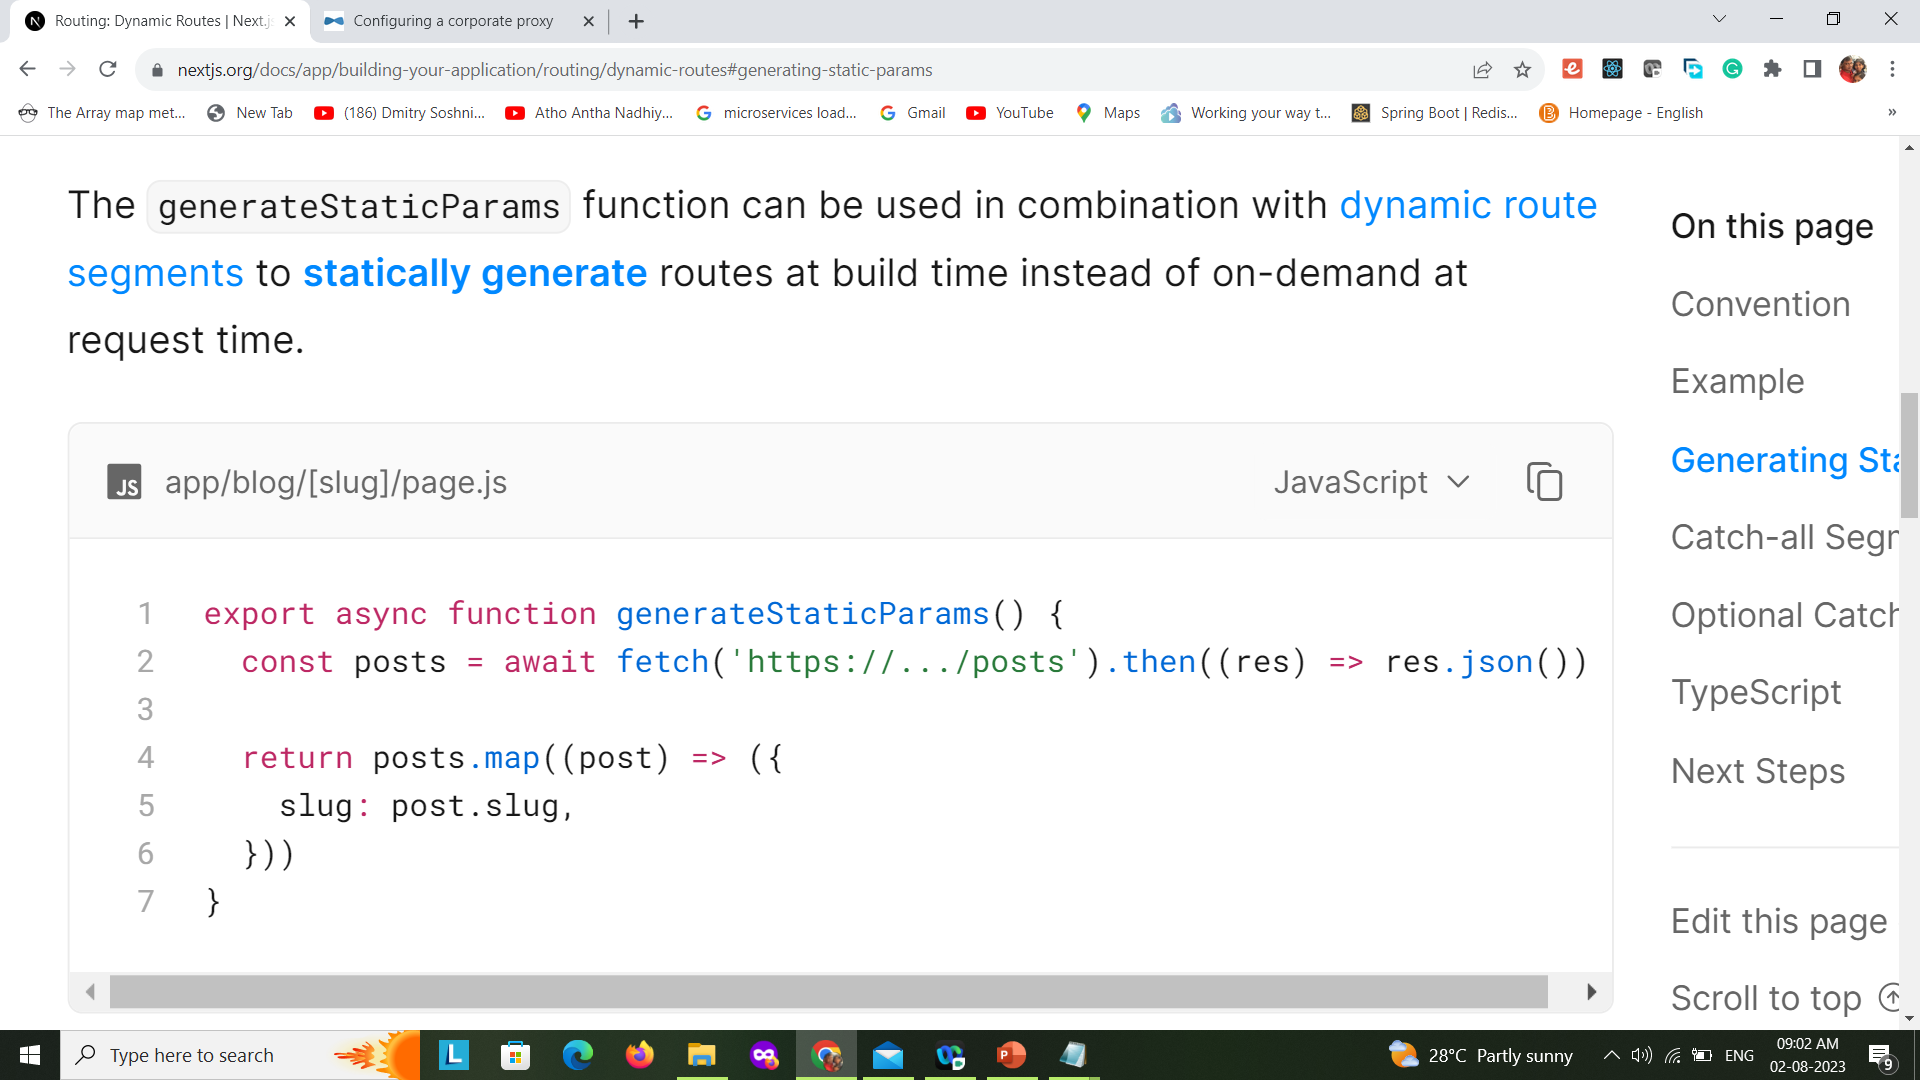 Routing: Dynamic Routes | Next.js
Configuring a corporate proxy
nextjs.org/docs/app/building-your-application/routing/dynamic-routes#generating-static-params
The Array map met...
New Tab
(186) Dmitry Soshni...
Atho Antha Nadhiy...
microservices load...
Gmail
YouTube
Maps
Working your way t...
Spring Boot | Redis...
Homepage - English
»
The generateStaticParams function can be used in combination with dynamic route
segments to statically generate routes at build time instead of on-demand at
request time.
JS app/blog/[slug]/page.js
JavaScript
1 export async function generateStaticParams() {
2 const posts = await fetch('https://.../posts').then((res) => res.json())
3
4 return posts.map((post) => ({
5 slug: post.slug,
6 }))
7 }
On this page
Convention
Example
Generating Sta
Catch-all Segm
Optional Catch
TypeScript
Next Steps
Edit this page
Scroll to top
Type here to search
L
28°C Partly sunny
ENG
09:02 AM
02-08-2023
9